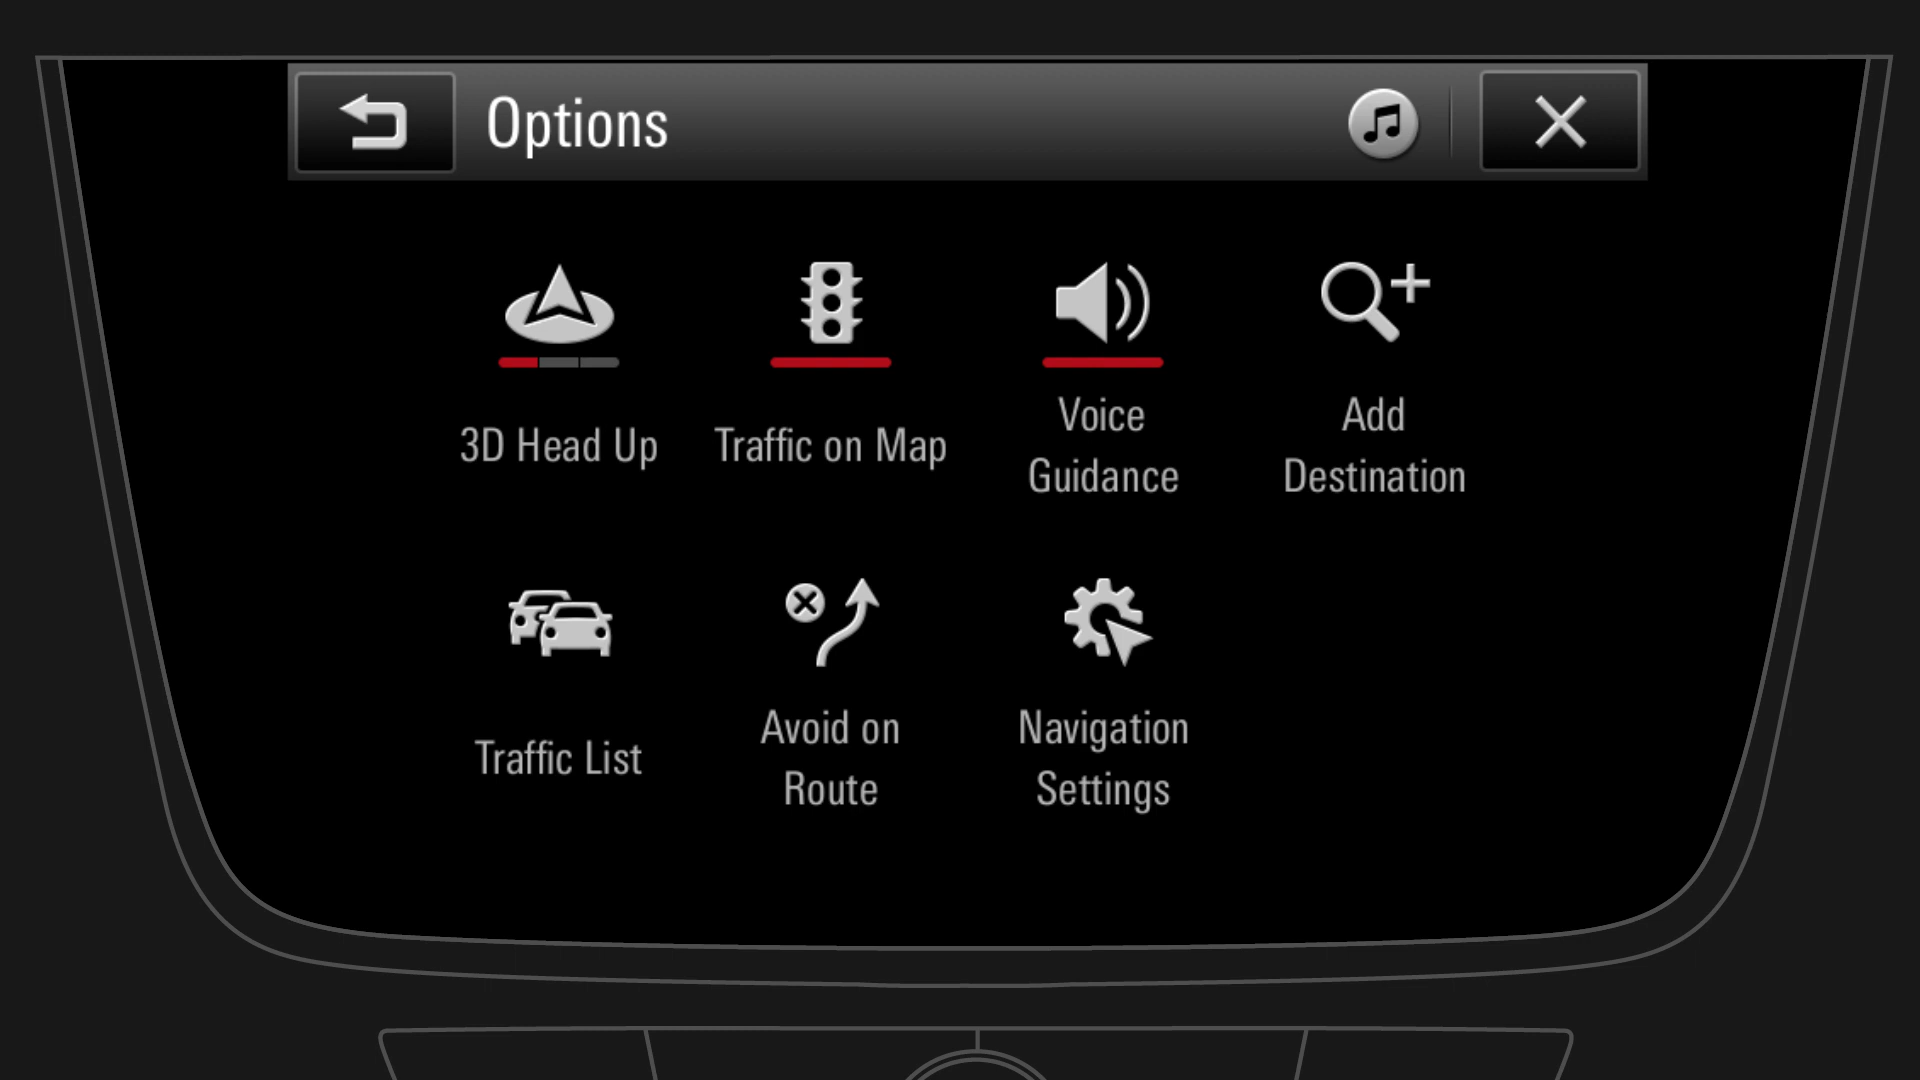 Options
3D Head Up
Traffic on Map
Voice
Guidance
Add
Destination
Traffic List
Avoid on
Route
Navigation
Settings